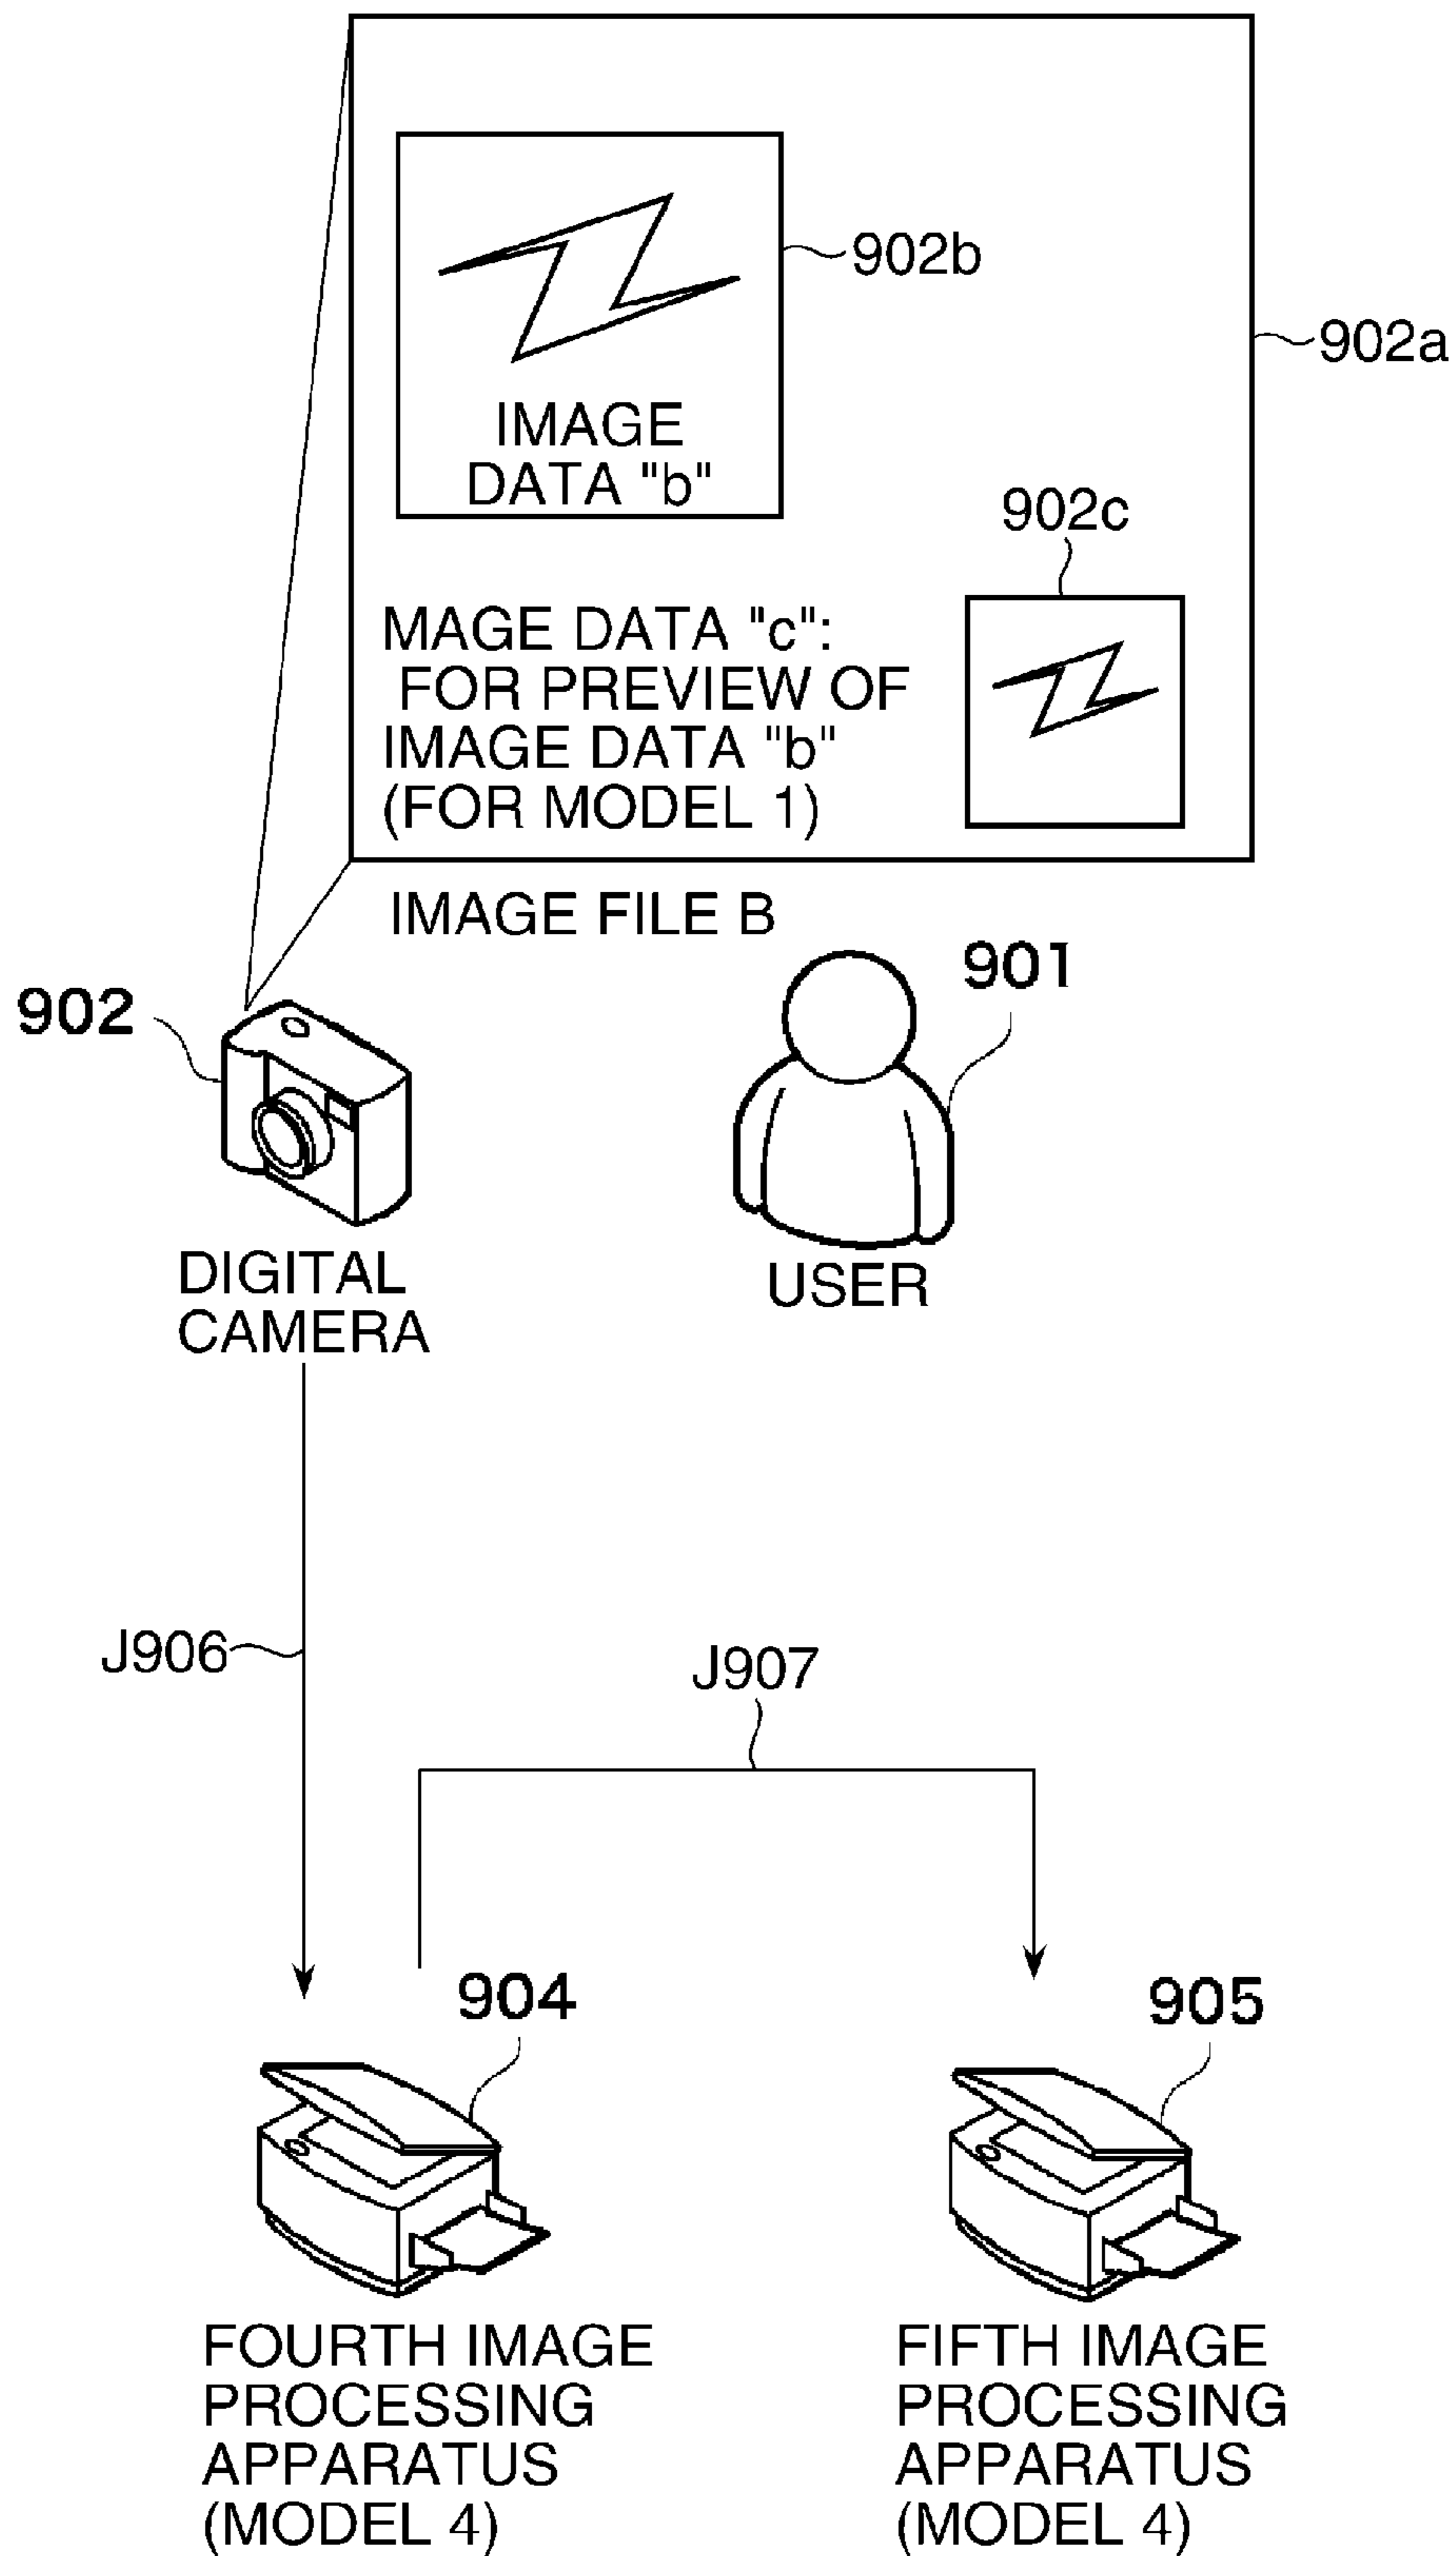 902b
902a
IMAGE
DATA "b"
902c
MAGE DATA "c":
FOR PREVIEW OF
IMAGE DATA "b"
(FOR MODEL 1)
IMAGE FILE B
901
902
DIGITAL
CAMERA
USER
J906
J907
904
905
FOURTH IMAGE
PROCESSING
APPARATUS
(MODEL 4)
FIFTH IMAGE
PROCESSING
APPARATUS
(MODEL 4)